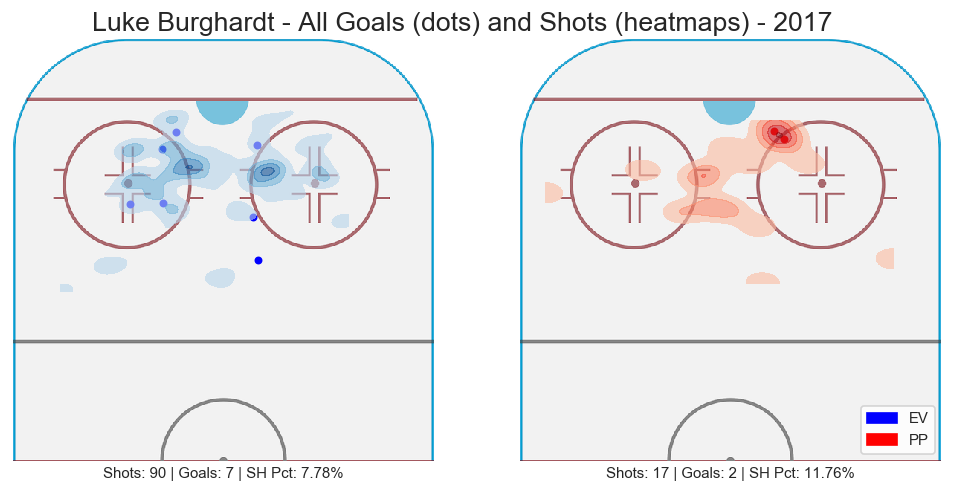 Luke Burghardt - All Goals (dots) and Shots (heatmaps) - 2017
EV
PP
Shots: 90 | Goals: 7 | SH Pct: 7.78%
Shots: 17 | Goals: 2 | SH Pct: 11.76%